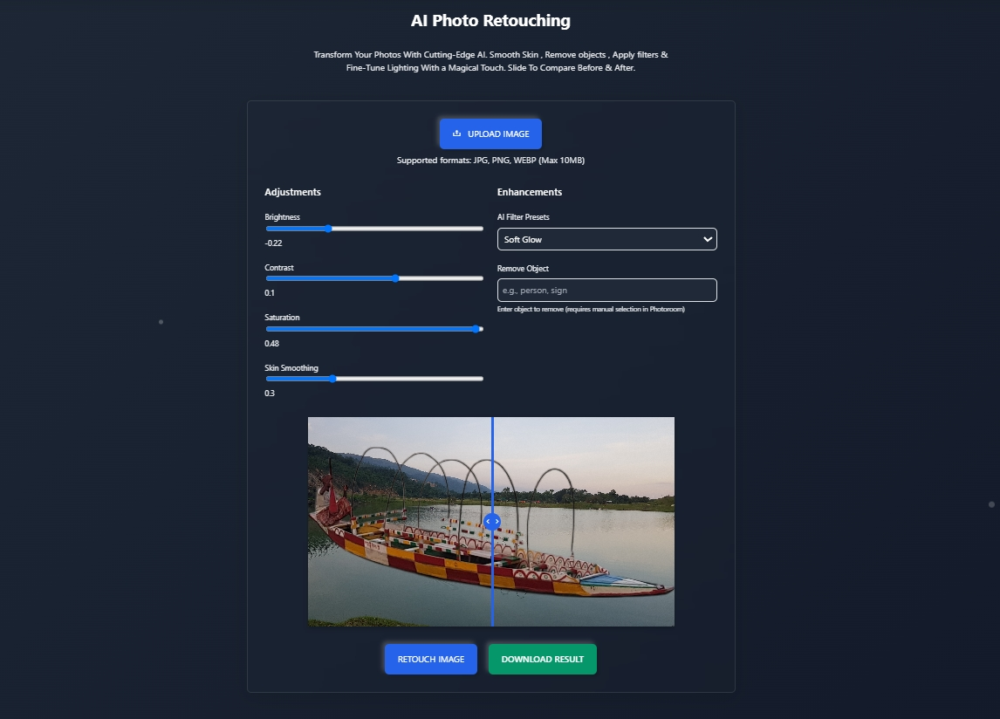 AI Photo Retouching
Transform Your Photos With Cutting-Edge AI. Smooth Skin , Remove objects , Apply filters &
Fine-Tune Lighting With a Magical Touch. Slide To Compare Before & After.
UPLOAD IMAGE
Supported formats: JPG, PNG, WEBP (Max 10MB)
Adjustments
Brightness
-0.22
Contrast
0.1
Saturation
0.48
Skin Smoothing
0.3
Enhancements
AI Filter Presets
Soft Glow
Remove Object
e.g., person, sign
Enter object to remove (requires manual selection in Photoroom)
RETOUCH IMAGE
DOWNLOAD RESULT